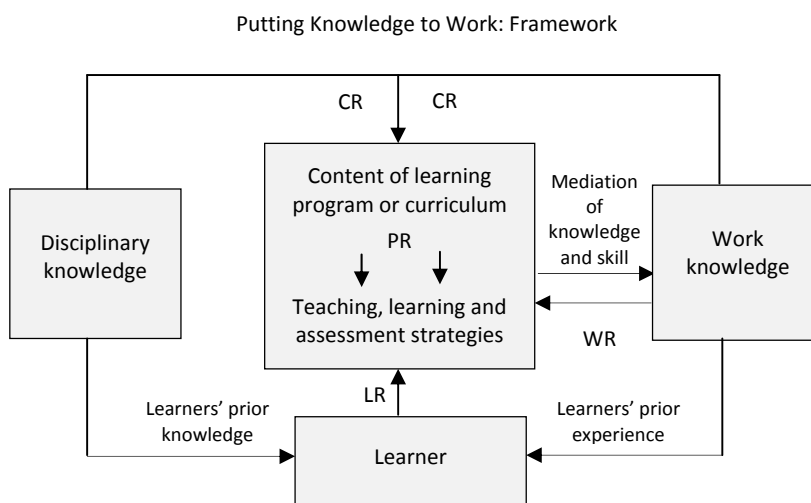 Putting Knowledge to Work: Framework
CR
CR
Content of learning
program or curriculum
PR
Teaching, learning and
assessment strategies
Disciplinary
knowledge
Mediation
of
knowledge
and skill
Work
knowledge
WR
LR
Learners’ prior
knowledge
Learner
Learners’ prior
experience